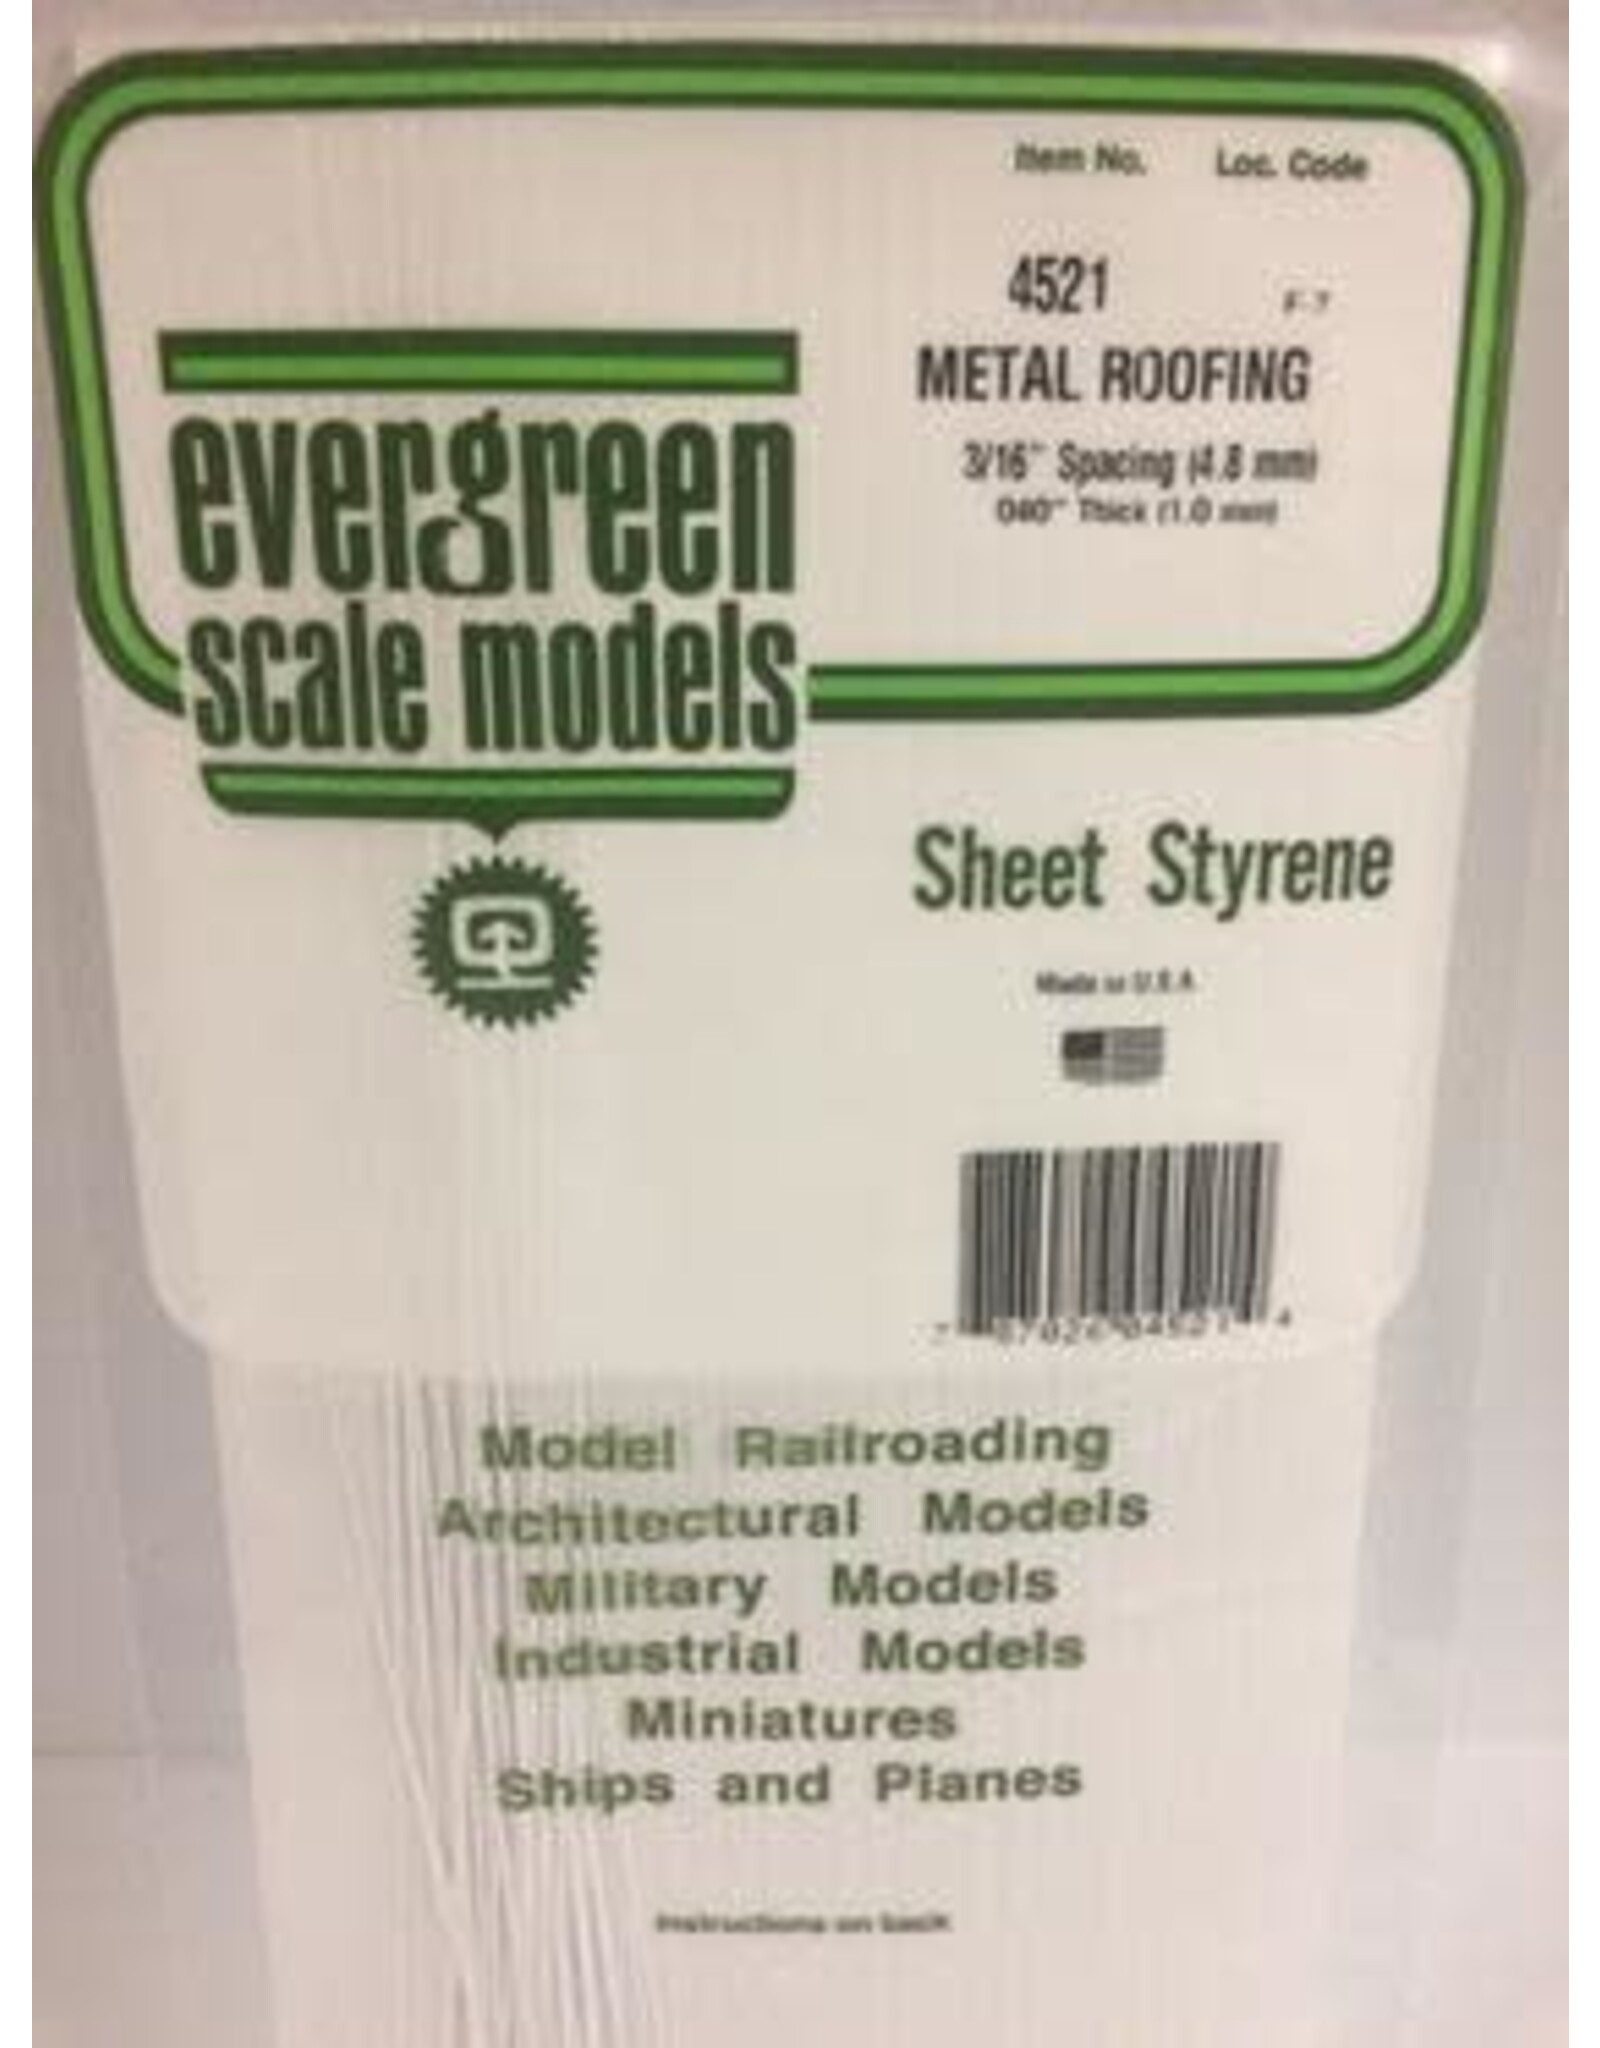 Item No. Loc. Code
4521 F-7
METAL ROOFING
3/16" Spacing (4.8 mm)
.040" Thick (1.0 mm)
evergreen
scale models
Sheet Styrene
Made in U.S.A.
Model Railroading
Architectural Models
Military Models
Industrial Models
Miniatures
Ships and Planes
Instructions on back